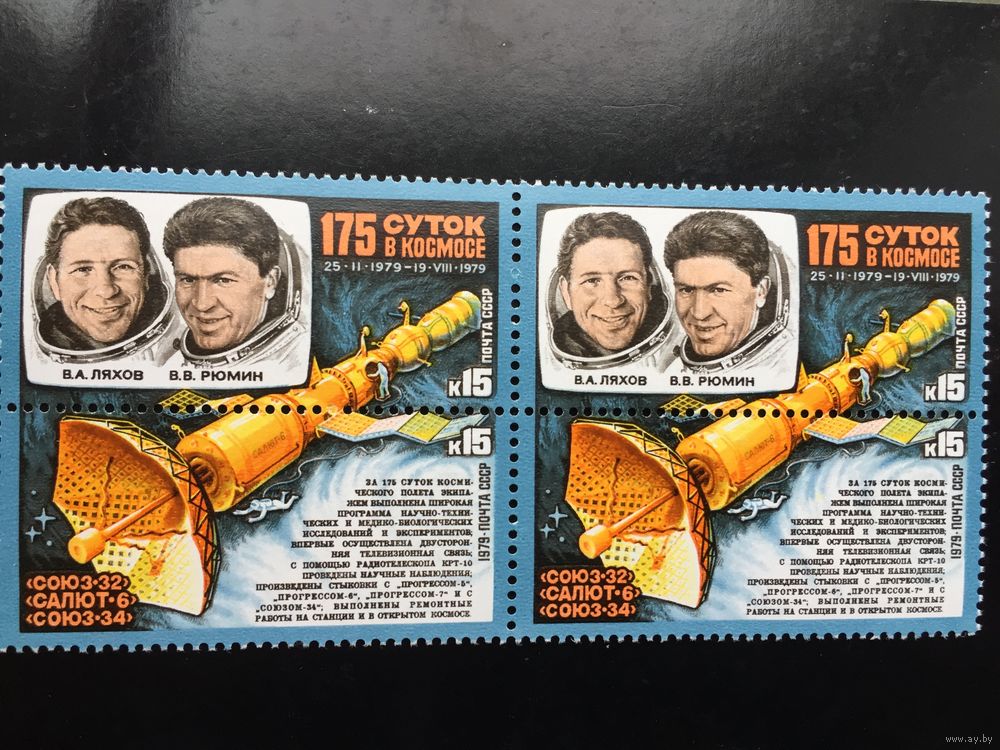 175 СУТОК
В КОСМОСЕ
25·II·1979–19·VIII·1979
В.А. ЛЯХОВ В.В. РЮМИН
К15
ПОЧТА СССР
САЛЮТ-6
К15
1979·ПОЧТА СССР
ЗА 175 СУТОК КОСМИ-
ЧЕСКОГО ПОЛЕТА ЭКИПА-
ЖЕМ ВЫПОЛНЕНА ШИРОКАЯ
ПРОГРАММА НАУЧНО-ТЕХНИ-
ЧЕСКИХ И МЕДИКО-БИОЛОГИЧЕСКИХ
ИССЛЕДОВАНИЙ И ЭКСПЕРИМЕНТОВ;
ВПЕРВЫЕ ОСУЩЕСТВЛЕНА ДВУСТОРОН-
НЯЯ ТЕЛЕВИЗИОННАЯ СВЯЗЬ;
С ПОМОЩЬЮ РАДИОТЕЛЕСКОПА КРТ-10
ПРОВЕДЕНЫ НАУЧНЫЕ НАБЛЮДЕНИЯ;
ПРОИЗВЕДЕНЫ СТЫКОВКИ С „ПРОГРЕССОМ-5",
„ПРОГРЕССОМ-6", „ПРОГРЕССОМ-7" И С
„СОЮЗОМ-34"; ВЫПОЛНЕНЫ РЕМОНТНЫЕ
РАБОТЫ НА СТАНЦИИ И В ОТКРЫТОМ КОСМОСЕ.
‹СОЮЗ·32›
‹САЛЮТ·6›
‹СОЮЗ·34›
175 СУТОК
В КОСМОСЕ
25·II·1979–19·VIII·1979
В.А. ЛЯХОВ В.В. РЮМИН
К15
ПОЧТА СССР
САЛЮТ-6
К15
1979·ПОЧТА СССР
ЗА 175 СУТОК КОСМИ-
ЧЕСКОГО ПОЛЕТА ЭКИПА-
ЖЕМ ВЫПОЛНЕНА ШИРОКАЯ
ПРОГРАММА НАУЧНО-ТЕХНИ-
ЧЕСКИХ И МЕДИКО-БИОЛОГИЧЕСКИХ
ИССЛЕДОВАНИЙ И ЭКСПЕРИМЕНТОВ;
ВПЕРВЫЕ ОСУЩЕСТВЛЕНА ДВУСТОРОН-
НЯЯ ТЕЛЕВИЗИОННАЯ СВЯЗЬ;
С ПОМОЩЬЮ РАДИОТЕЛЕСКОПА КРТ-10
ПРОВЕДЕНЫ НАУЧНЫЕ НАБЛЮДЕНИЯ;
ПРОИЗВЕДЕНЫ СТЫКОВКИ С „ПРОГРЕССОМ-5",
„ПРОГРЕССОМ-6", „ПРОГРЕССОМ-7" И С
„СОЮЗОМ-34"; ВЫПОЛНЕНЫ РЕМОНТНЫЕ
РАБОТЫ НА СТАНЦИИ И В ОТКРЫТОМ КОСМОСЕ.
‹СОЮЗ·32›
‹САЛЮТ·6›
‹СОЮЗ·34›
www.ay.by